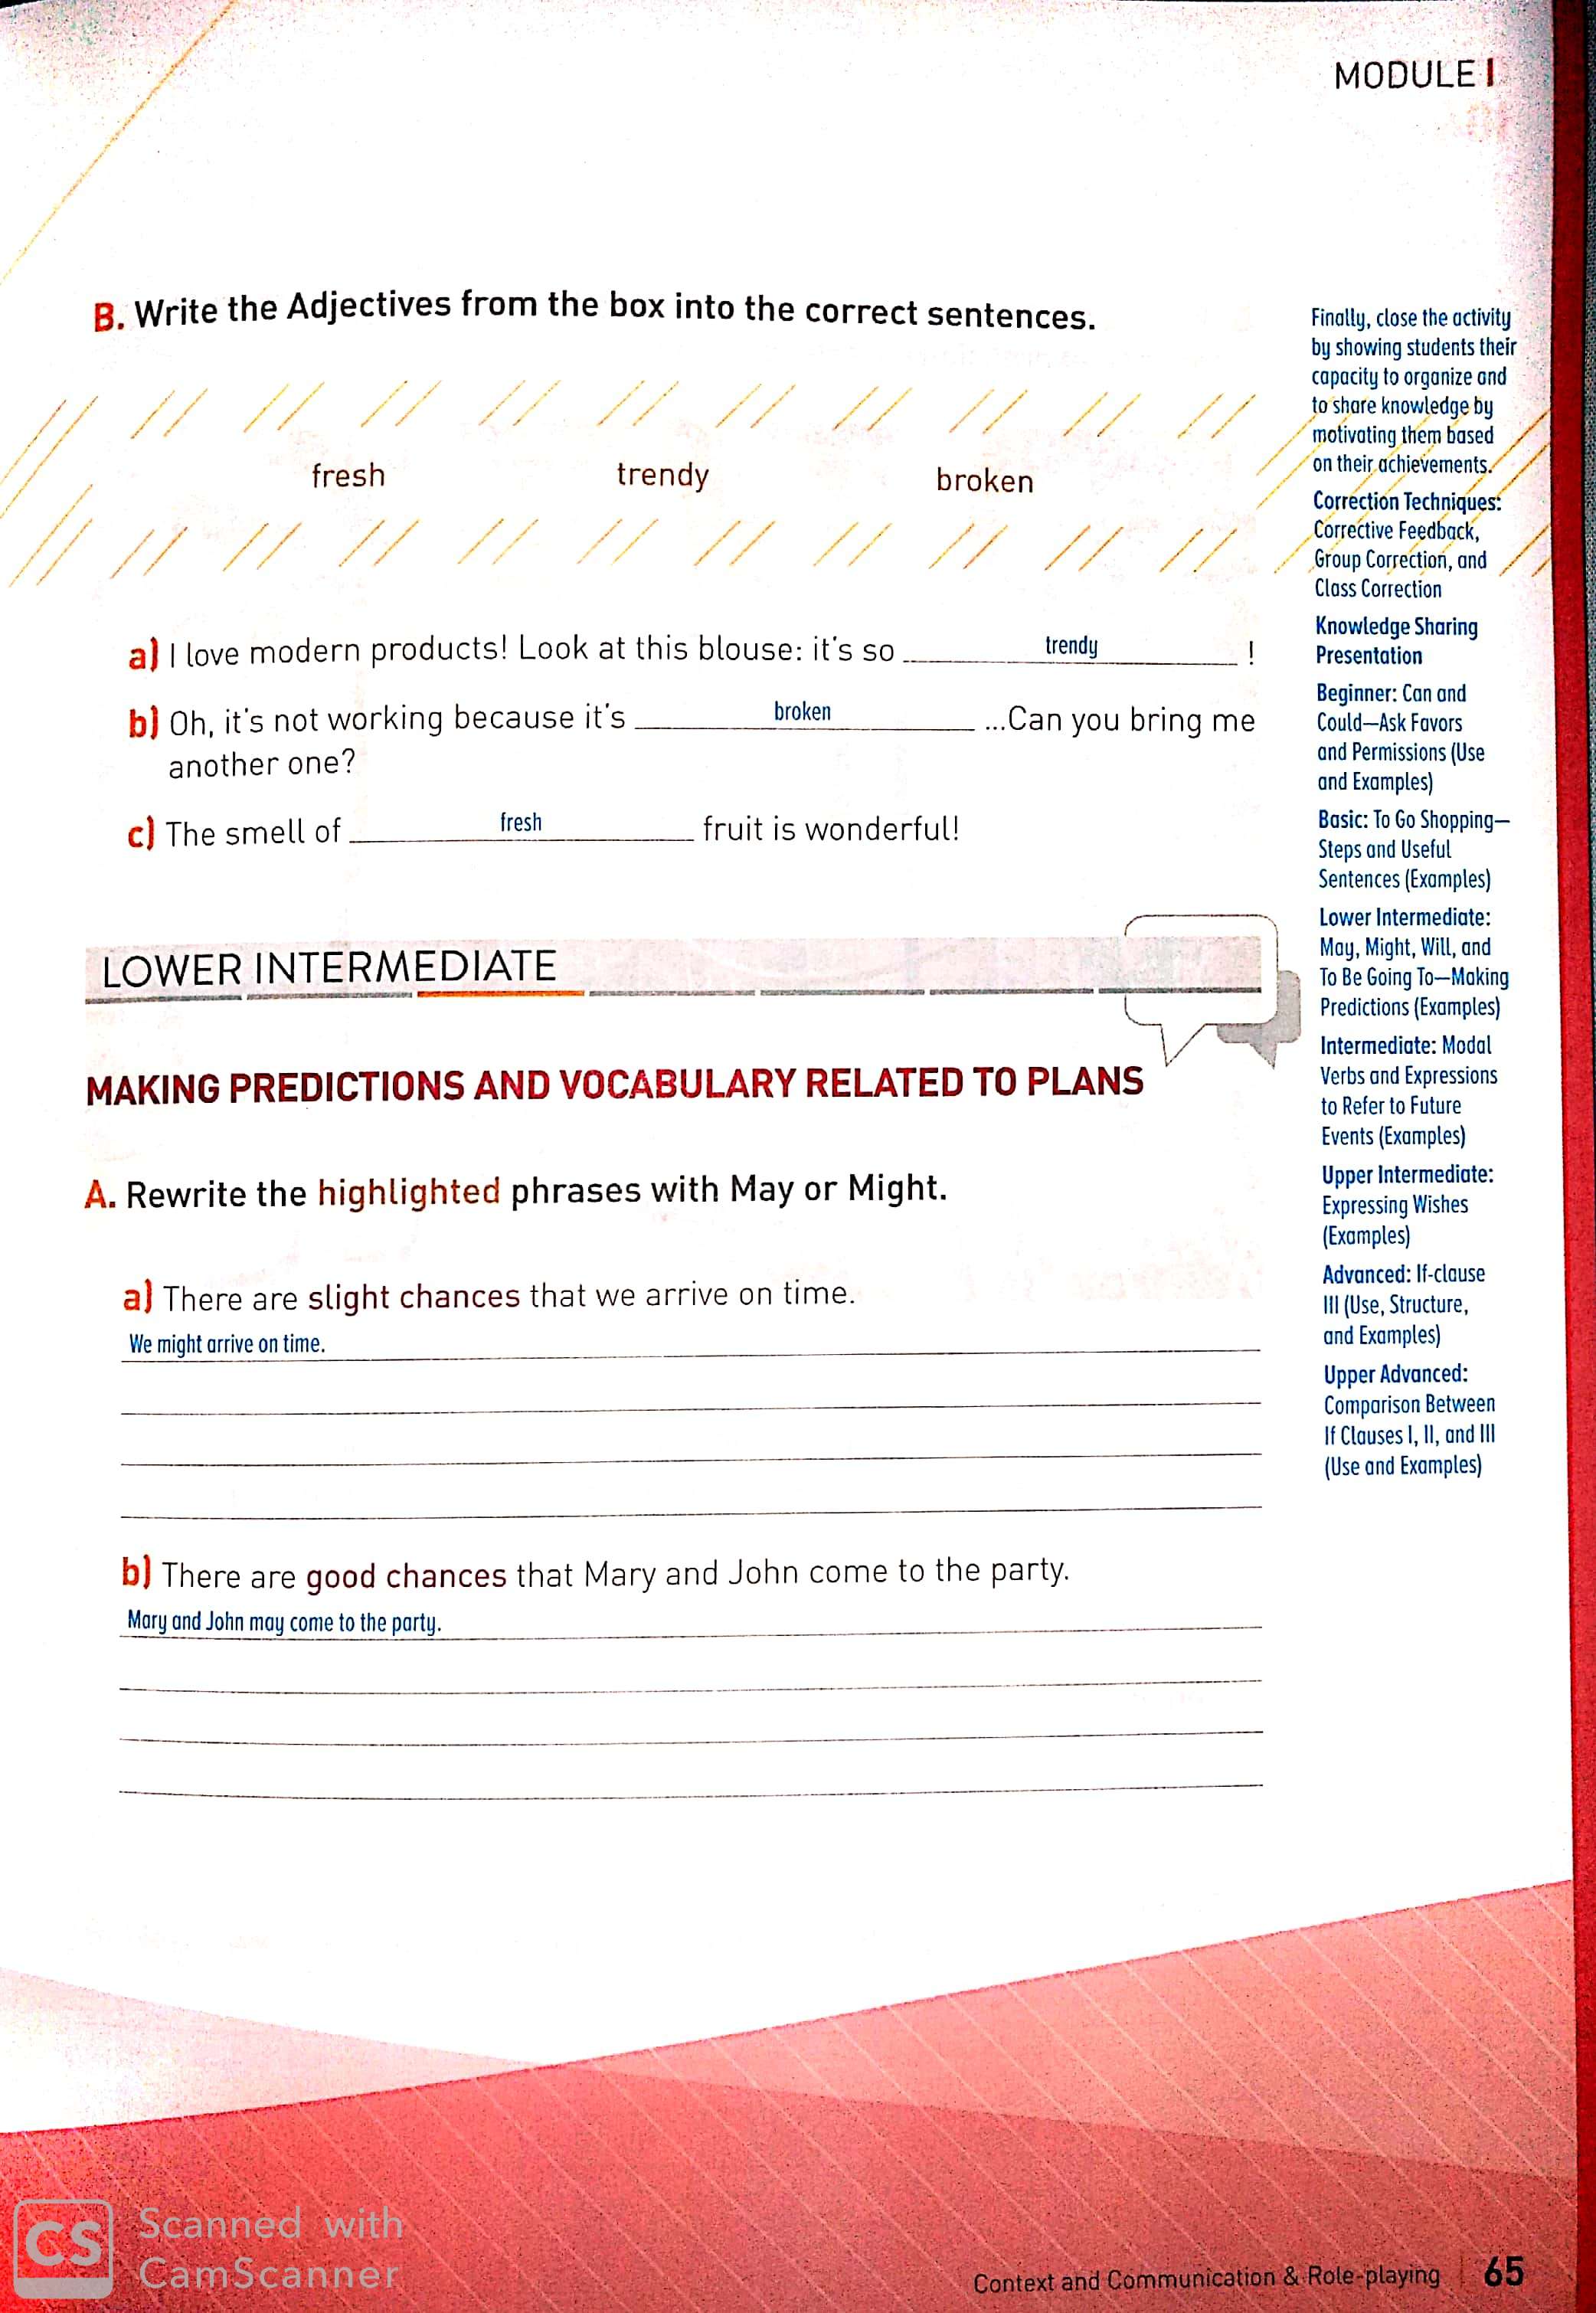 MODULE I
B. Write the Adjectives from the box into the correct sentences.
fresh trendy broken
a) I love modern products! Look at this blouse: it's so trendy !
b) Oh, it's not working because it's broken ...Can you bring me
another one?
c) The smell of fresh fruit is wonderful!
LOWER INTERMEDIATE
MAKING PREDICTIONS AND VOCABULARY RELATED TO PLANS
A. Rewrite the highlighted phrases with May or Might.
a) There are slight chances that we arrive on time.
We might arrive on time.
b) There are good chances that Mary and John come to the party.
Mary and John may come to the party.
Finally, close the activity
by showing students their
capacity to organize and
to share knowledge by
motivating them based
on their achievements.
Correction Techniques:
Corrective Feedback,
Group Correction, and
Class Correction
Knowledge Sharing
Presentation
Beginner: Can and
Could—Ask Favors
and Permissions (Use
and Examples)
Basic: To Go Shopping—
Steps and Useful
Sentences (Examples)
Lower Intermediate:
May, Might, Will, and
To Be Going To—Making
Predictions (Examples)
Intermediate: Modal
Verbs and Expressions
to Refer to Future
Events (Examples)
Upper Intermediate:
Expressing Wishes
(Examples)
Advanced: If-clause
III (Use, Structure,
and Examples)
Upper Advanced:
Comparison Between
If Clauses I, II, and III
(Use and Examples)
CS Scanned with
CamScanner
Context and Communication & Role-playing | 65